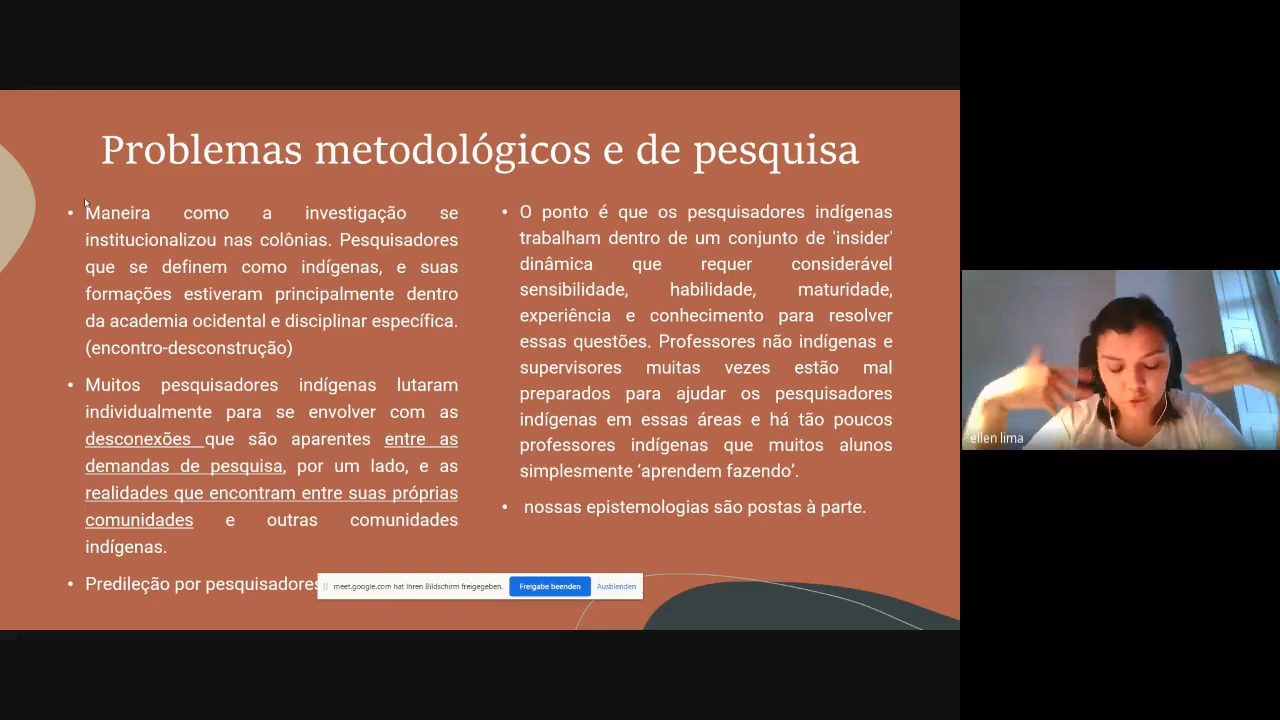 Problemas metodológicos e de pesquisa
• Maneira como a investigação se
institucionalizou nas colônias. Pesquisadores
que se definem como indígenas, e suas
formações estiveram principalmente dentro
da academia ocidental e disciplinar específica.
(encontro-desconstrução)
• Muitos pesquisadores indígenas lutaram
individualmente para se envolver com as
desconexões que são aparentes entre as
demandas de pesquisa, por um lado, e as
realidades que encontram entre suas próprias
comunidades e outras comunidades
indígenas.
• Predileção por pesquisadores
• O ponto é que os pesquisadores indígenas
trabalham dentro de um conjunto de 'insider'
dinâmica que requer considerável
sensibilidade, habilidade, maturidade,
experiência e conhecimento para resolver
essas questões. Professores não indígenas e
supervisores muitas vezes estão mal
preparados para ajudar os pesquisadores
indígenas em essas áreas e há tão poucos
professores indígenas que muitos alunos
simplesmente ‘aprendem fazendo’.
• nossas epistemologias são postas à parte.
meet.google.com hat Ihren Bildschirm freigegeben. Freigabe beenden Ausblenden
ellen lima